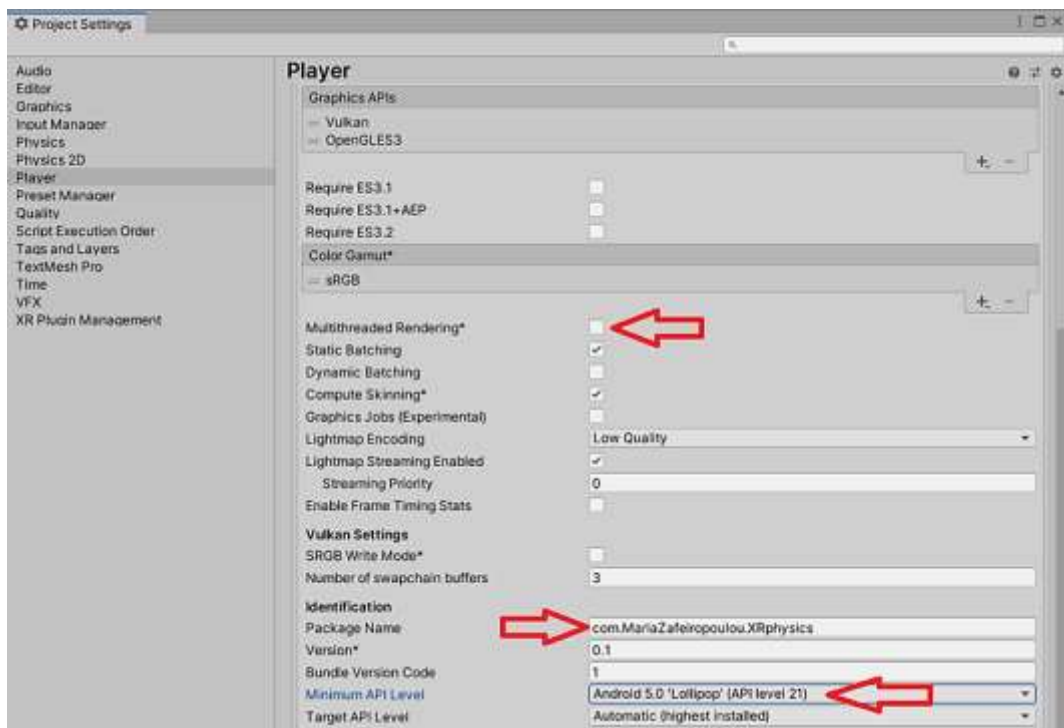 Project Settings
Audio
Editor
Graphics
Input Manager
Physics
Physics 2D
Player
Preset Manager
Quality
Script Execution Order
Tags and Layers
TextMesh Pro
Time
VFX
XR Plugin Management
Player
Graphics APIs
Vulkan
OpenGLES3
Require ES3.1
Require ES3.1+AEP
Require ES3.2
Color Gamut*
sRGB
Multithreaded Rendering*
Static Batching
Dynamic Batching
Compute Skinning*
Graphics Jobs (Experimental)
Lightmap Encoding Low Quality
Lightmap Streaming Enabled
Streaming Priority 0
Enable Frame Timing Stats
Vulkan Settings
SRGB Write Mode*
Number of swapchain buffers 3
Identification
Package Name com.MariaZafeiropoulou.XRphysics
Version* 0.1
Bundle Version Code 1
Minimum API Level Android 5.0 'Lollipop' (API level 21)
Target API Level Automatic (highest installed)